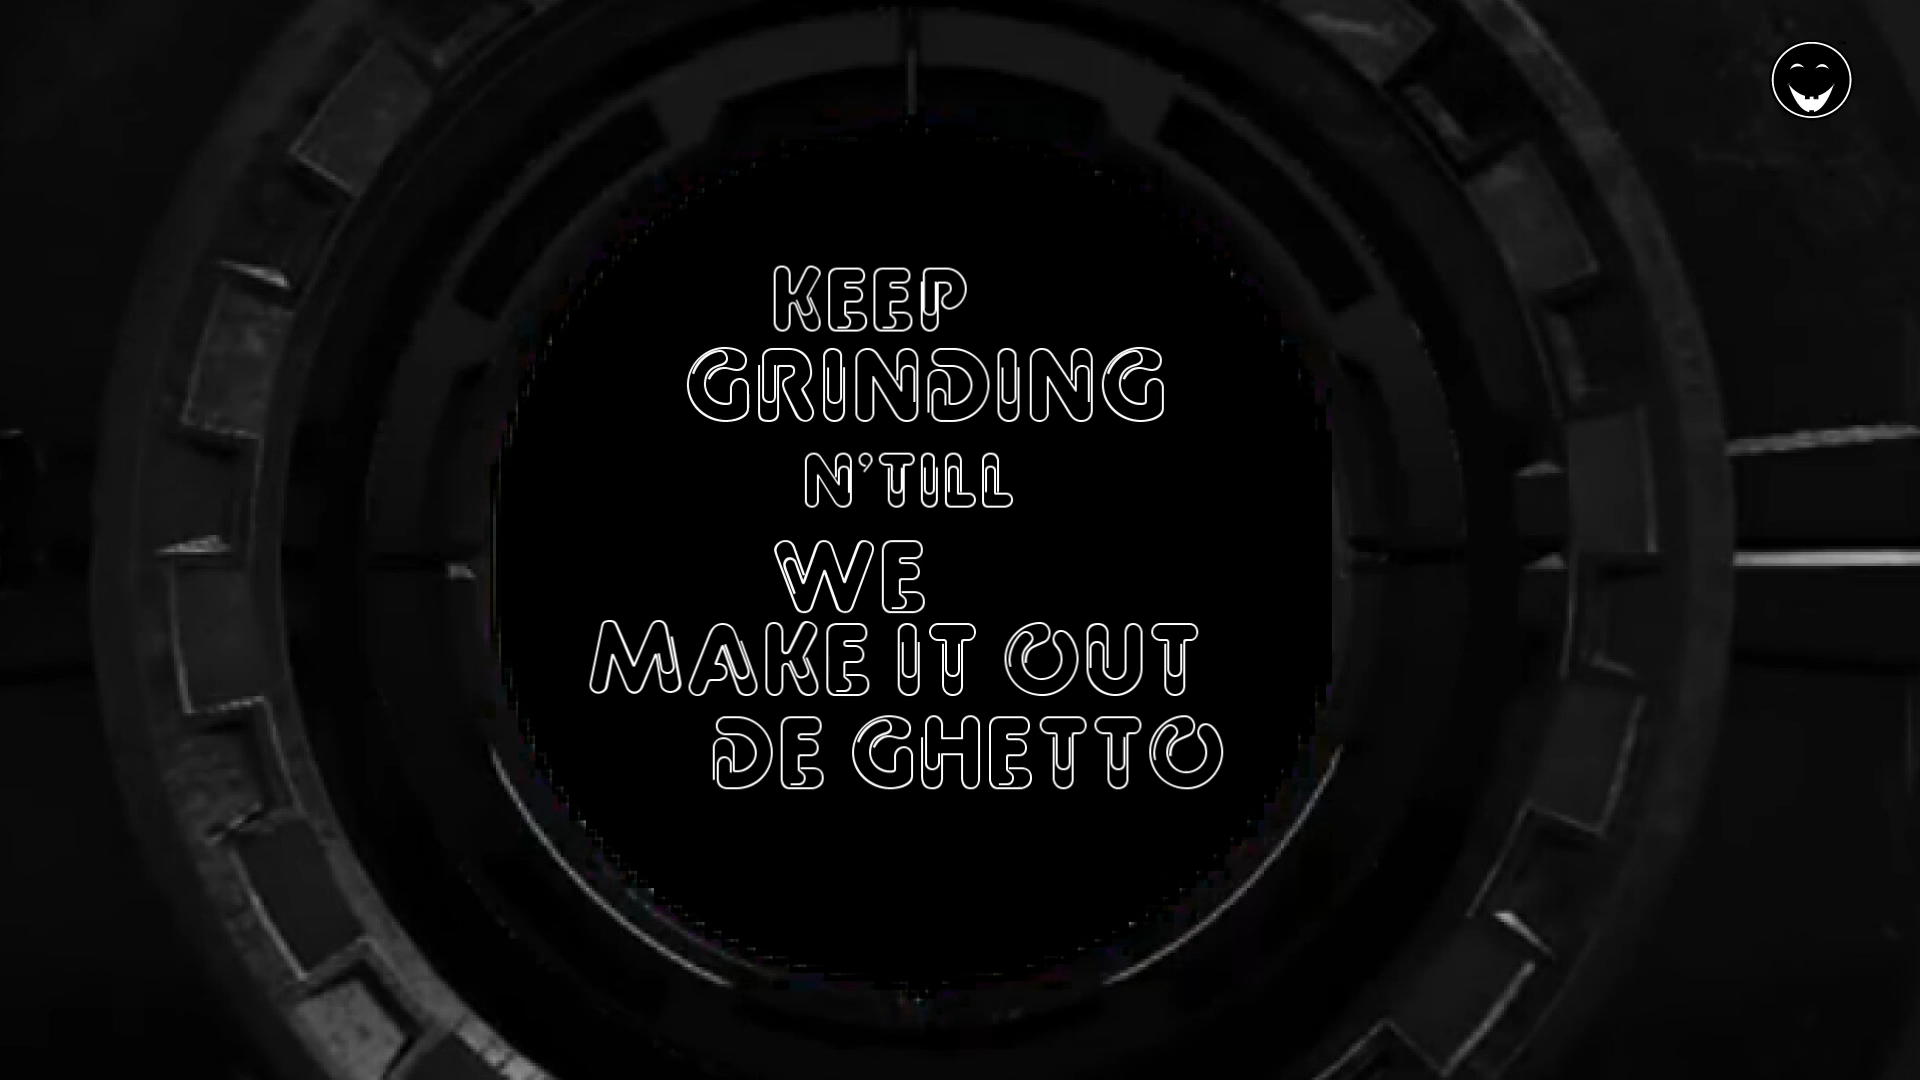 KEEP
GRINDING
N'TILL
WE
MAKE IT OUT
DE GHETTO